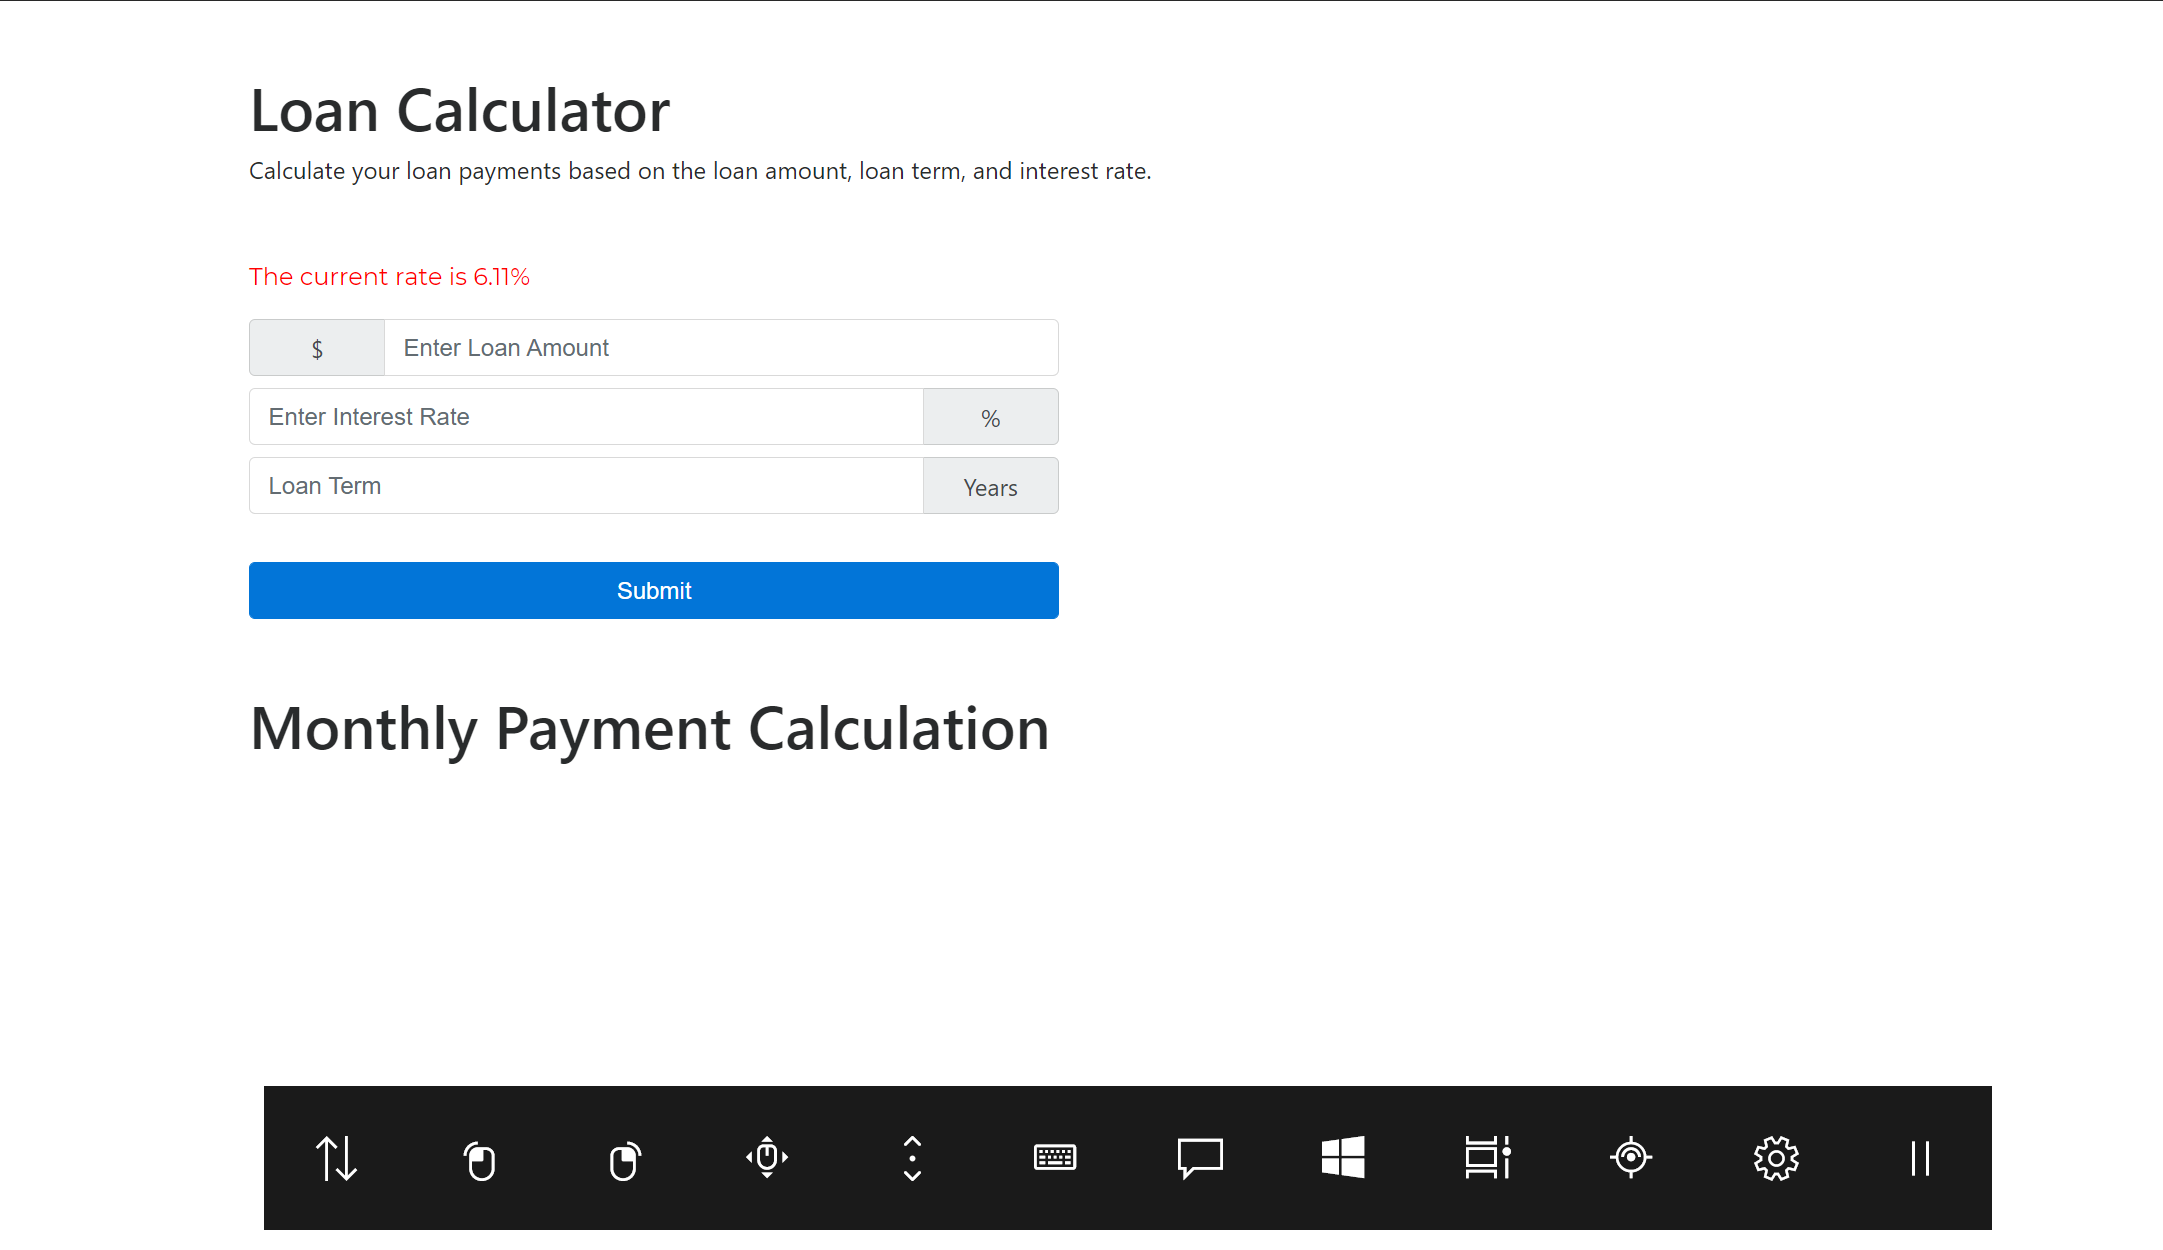 Loan Calculator
Calculate your loan payments based on the loan amount, loan term, and interest rate.
The current rate is 6.11%
$ Enter Loan Amount
Enter Interest Rate %
Loan Term Years
Submit
Monthly Payment Calculation